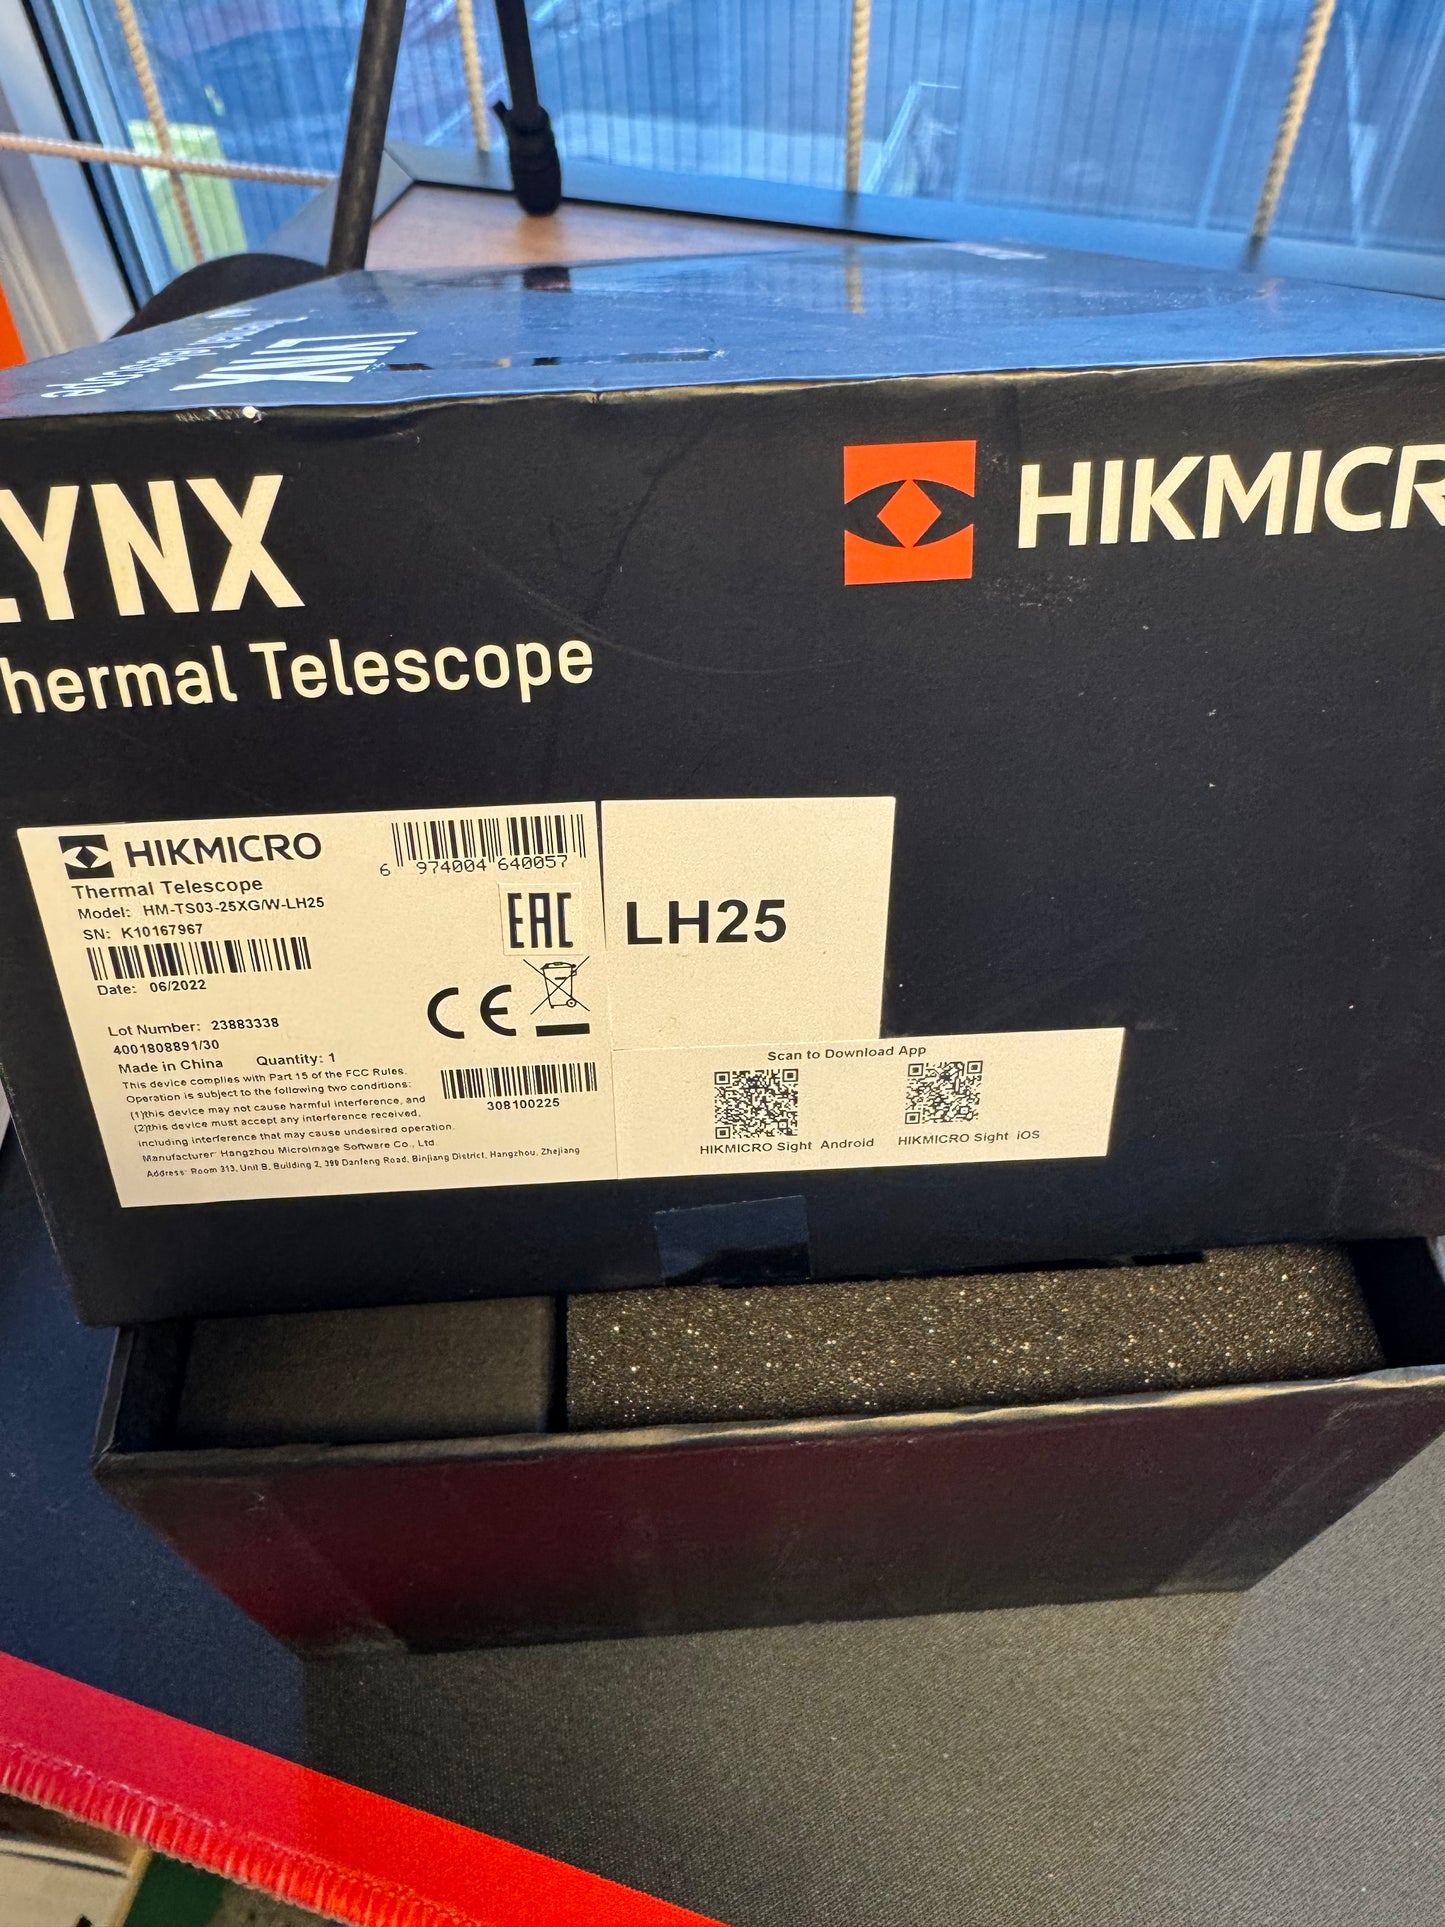 LYNX
Thermal Telescope
LYNX
Thermal Telescope
HIKMICR
HIKMICRO
Thermal Telescope
Model: HM-TS03-25XG/W-LH25
SN: K10167967
Date: 06/2022
Lot Number: 23883338
4001808891/30
Made in China Quantity: 1
This device complies with Part 15 of the FCC Rules.
Operation is subject to the following two conditions:
(1)this device may not cause harmful interference, and
(2)this device must accept any interference received,
including interference that may cause undesired operation.
Manufacturer: Hangzhou Microimage Software Co., Ltd
Address: Room 313, Unit B, Building 2, 399 Danfeng Road, Binjiang District, Hangzhou, Zhejiang
6 974004 640057
EAC
CE
308100225
LH25
Scan to Download App
HIKMICRO Sight Android
HIKMICRO Sight iOS